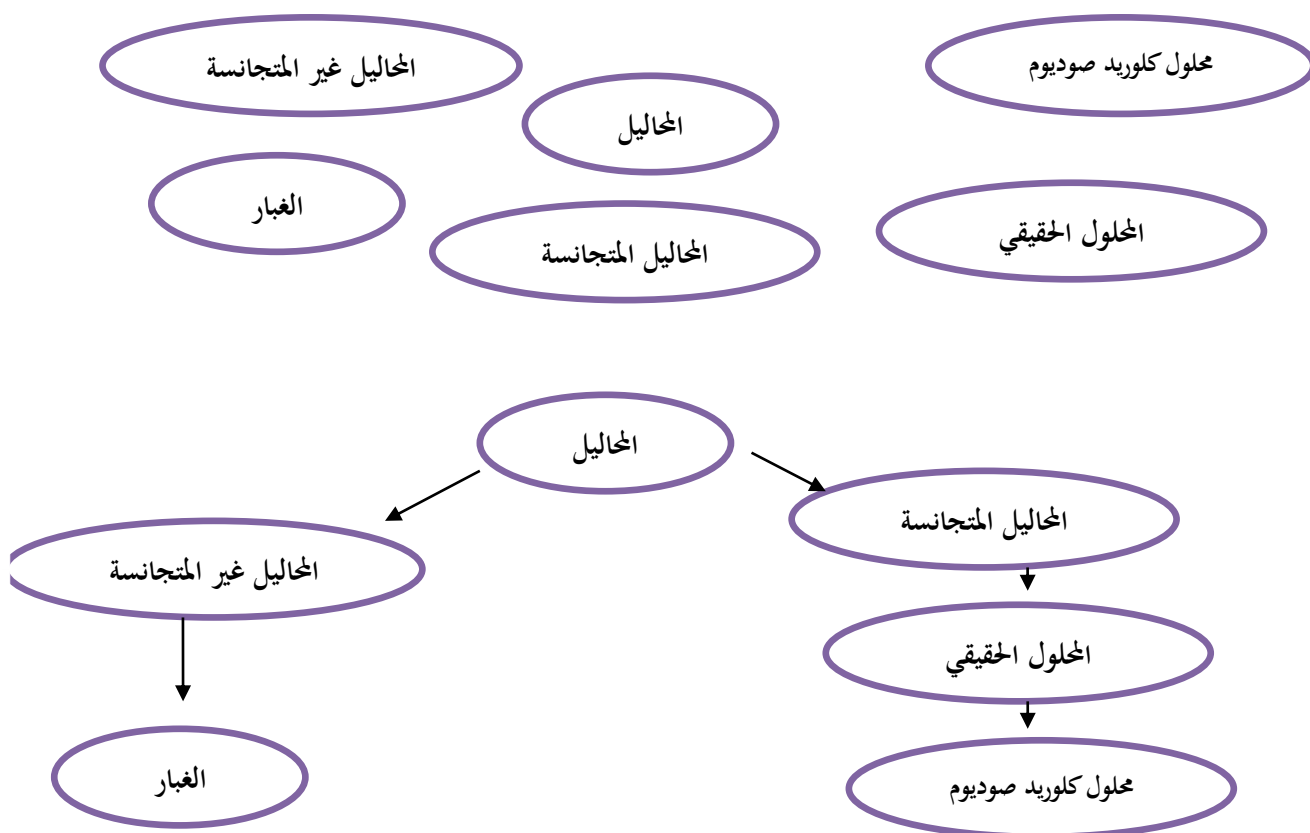 محلول كلوريد صوديوم
المحاليل غير المتجانسة
المحاليل
المحلول الحقيقي
الغبار
المحاليل المتجانسة
المحاليل
المحاليل المتجانسة
المحاليل غير المتجانسة
المحلول الحقيقي
الغبار
محلول كلوريد صوديوم